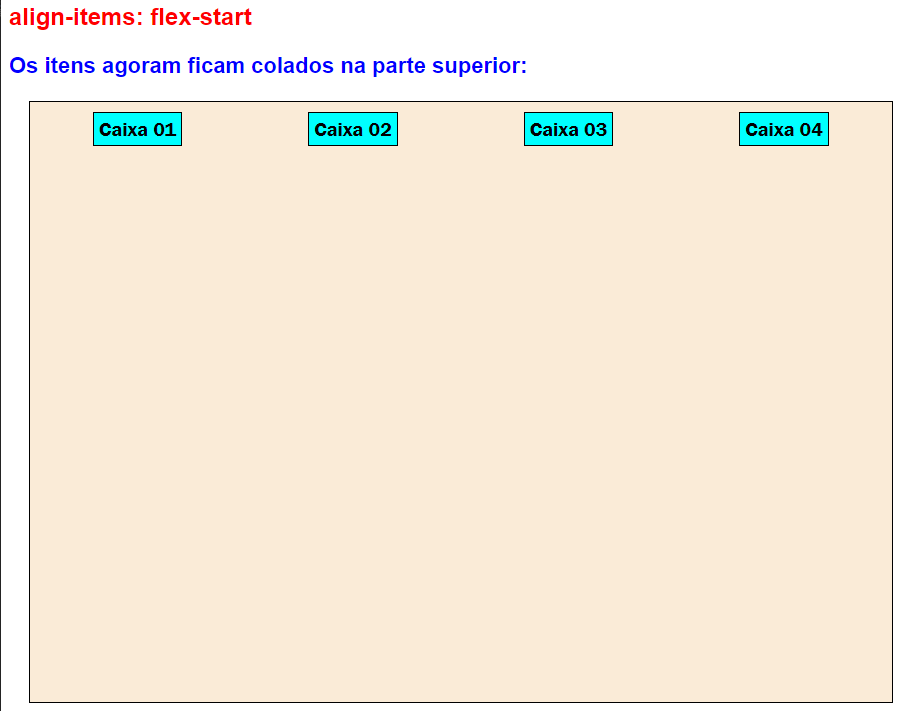 align-items: flex-start
Os itens agoram ficam colados na parte superior:
Caixa 01 Caixa 02 Caixa 03 Caixa 04